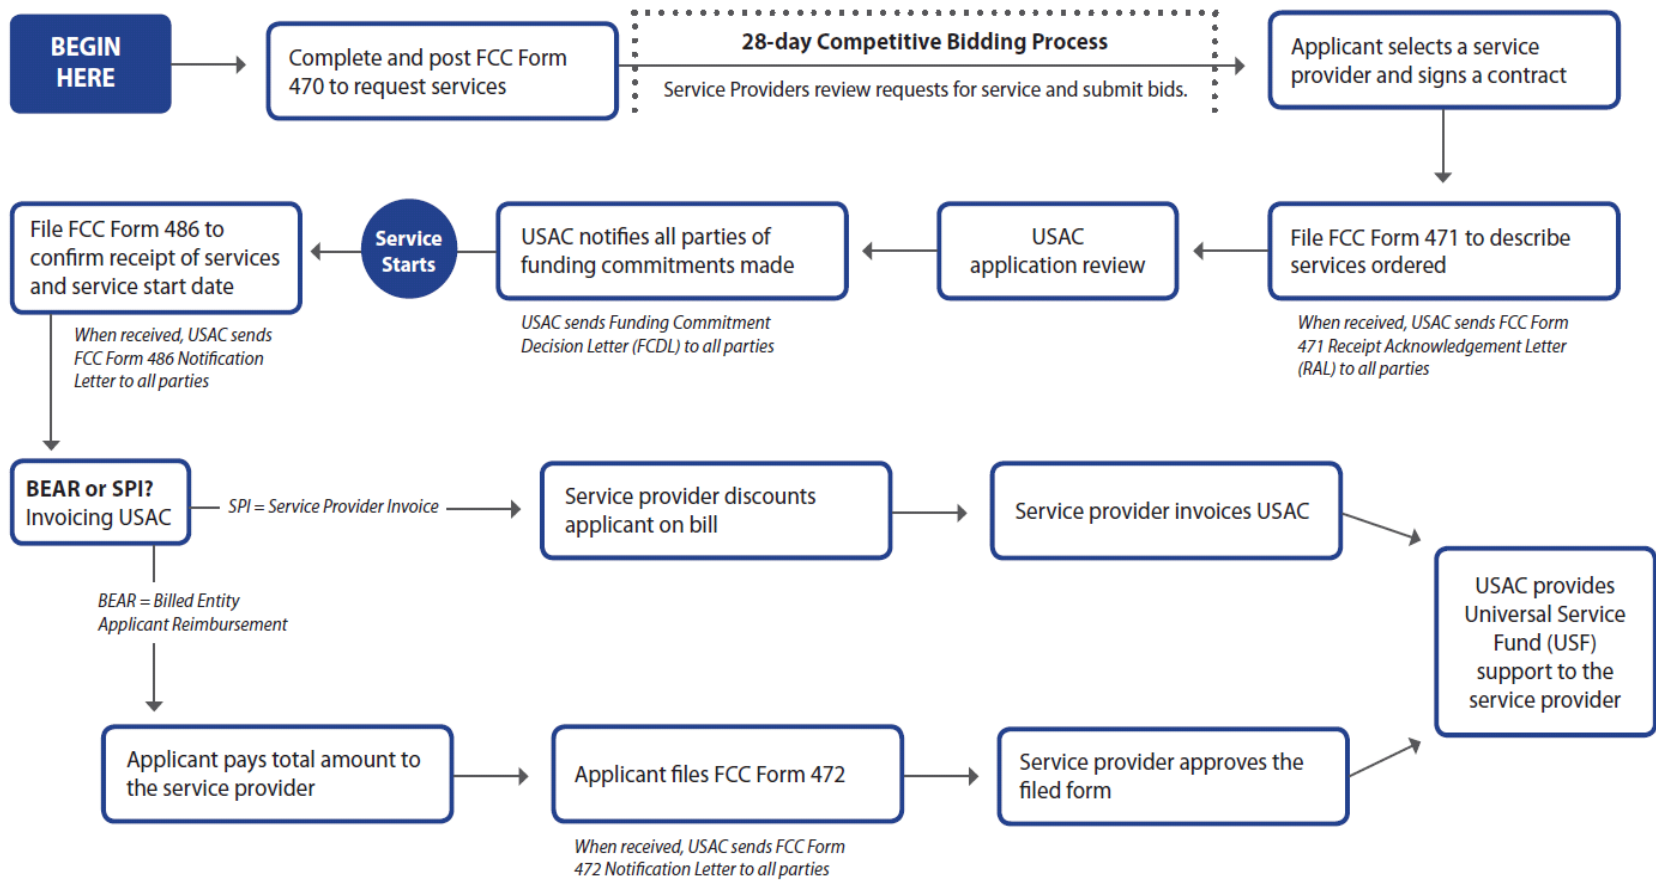 BEGIN
HERE
Complete and post FCC Form
470 to request services
28-day Competitive Bidding Process
Service Providers review requests for service and submit bids.
Applicant selects a service
provider and signs a contract
File FCC Form 471 to describe
services ordered
When received, USAC sends FCC Form
471 Receipt Acknowledgement Letter
(RAL) to all parties
USAC
application review
USAC notifies all parties of
funding commitments made
USAC sends Funding Commitment
Decision Letter (FCDL) to all parties
Service
Starts
File FCC Form 486 to
confirm receipt of services
and service start date
When received, USAC sends
FCC Form 486 Notification
Letter to all parties
BEAR or SPI?
Invoicing USAC
SPI = Service Provider Invoice
Service provider discounts
applicant on bill
Service provider invoices USAC
BEAR = Billed Entity
Applicant Reimbursement
Applicant pays total amount to
the service provider
Applicant files FCC Form 472
When received, USAC sends FCC Form
472 Notification Letter to all parties
Service provider approves the
filed form
USAC provides
Universal Service
Fund (USF)
support to the
service provider